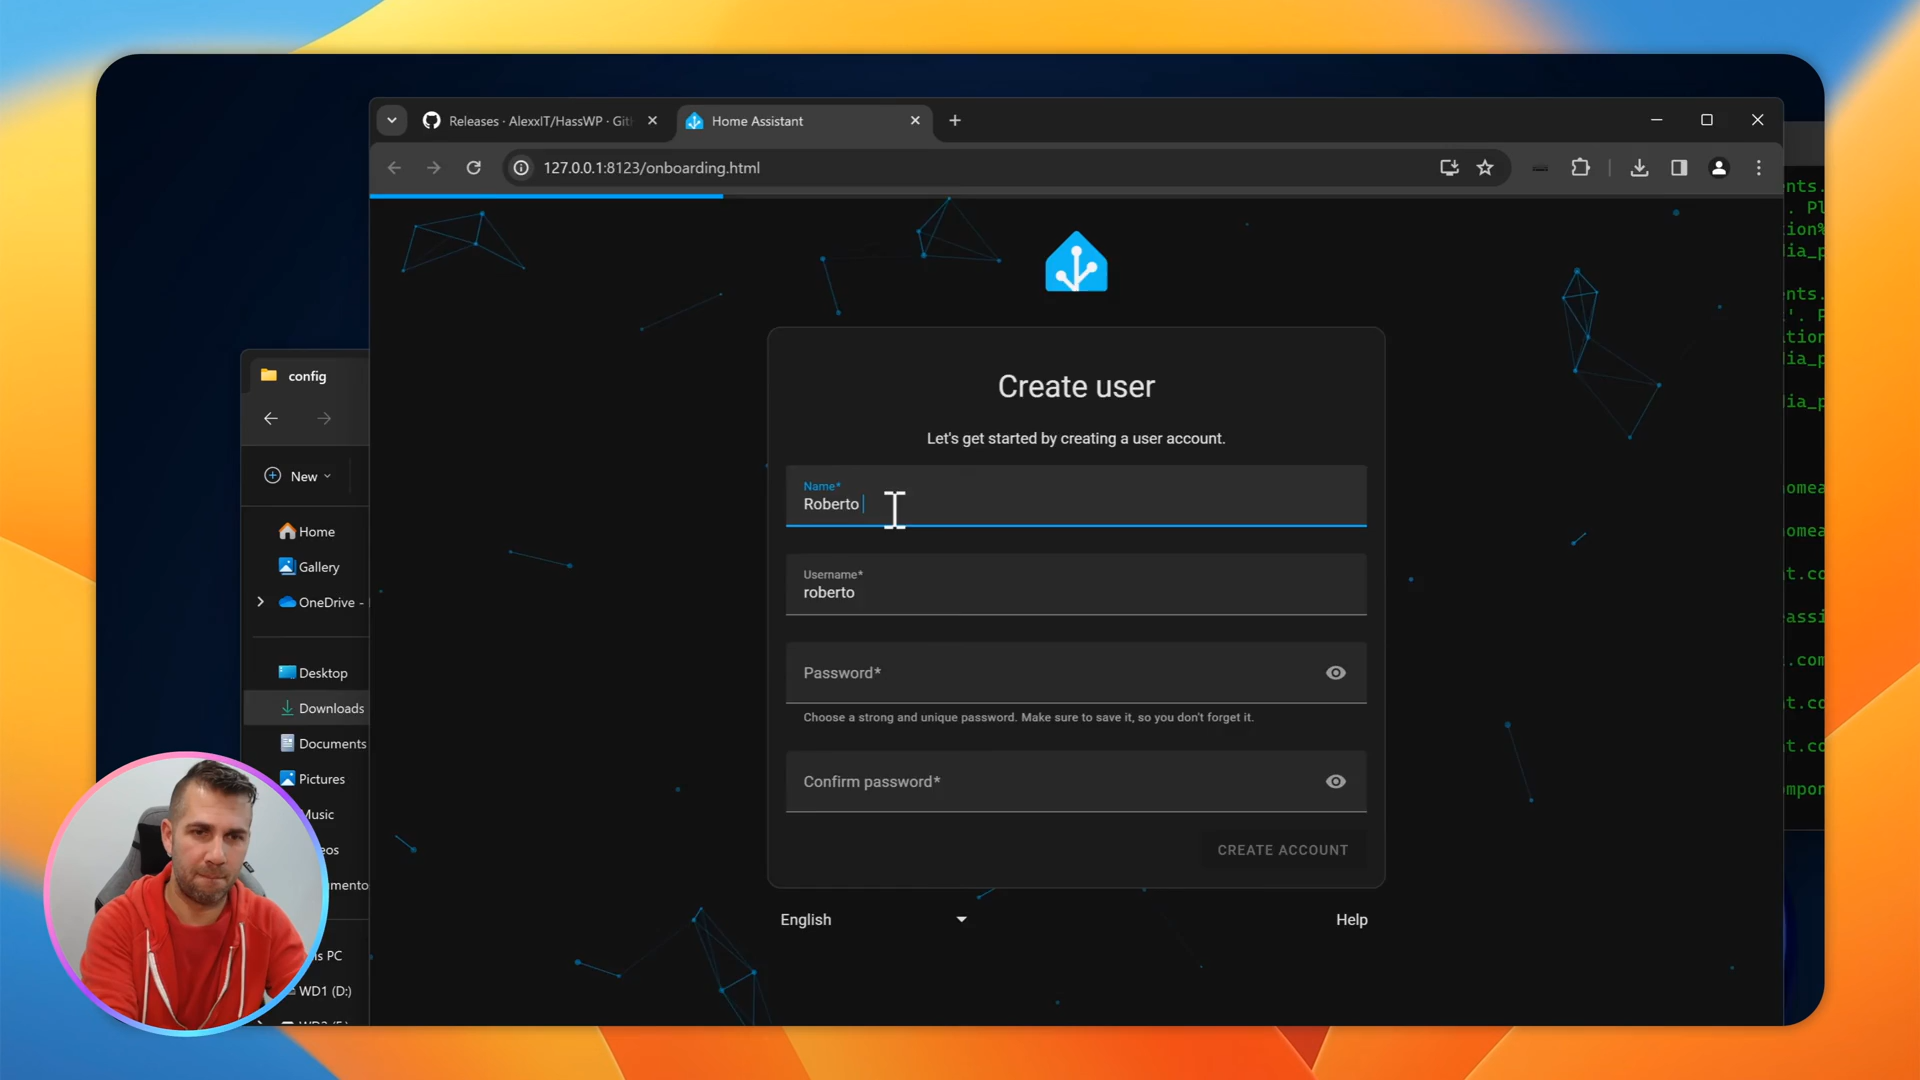 Releases · AlexxIT/HassWP · Git
Home Assistant
127.0.0.1:8123/onboarding.html
config
New
Home
Gallery
OneDrive -
Desktop
Downloads
Documents
Pictures
Music
WD1 (D:)
Create user
Let's get started by creating a user account.
Name*
Roberto
Username*
roberto
Password*
Choose a strong and unique password. Make sure to save it, so you don't forget it.
Confirm password*
CREATE ACCOUNT
English
Help